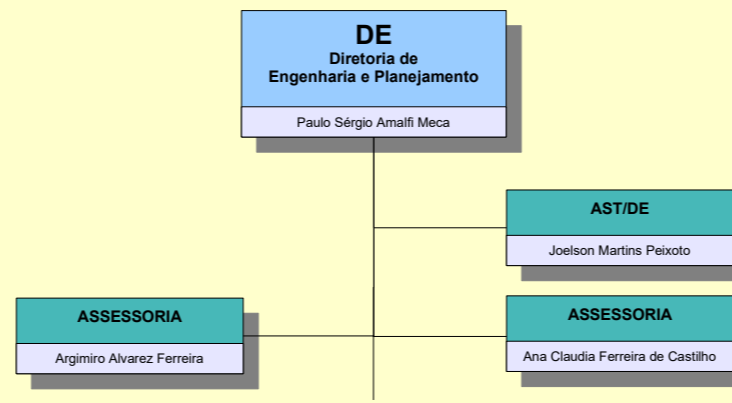 DE
Diretoria de
Engenharia e Planejamento
Paulo Sérgio Amalfi Meca
AST/DE
Joelson Martins Peixoto
ASSESSORIA
Argimiro Alvarez Ferreira
ASSESSORIA
Ana Claudia Ferreira de Castilho